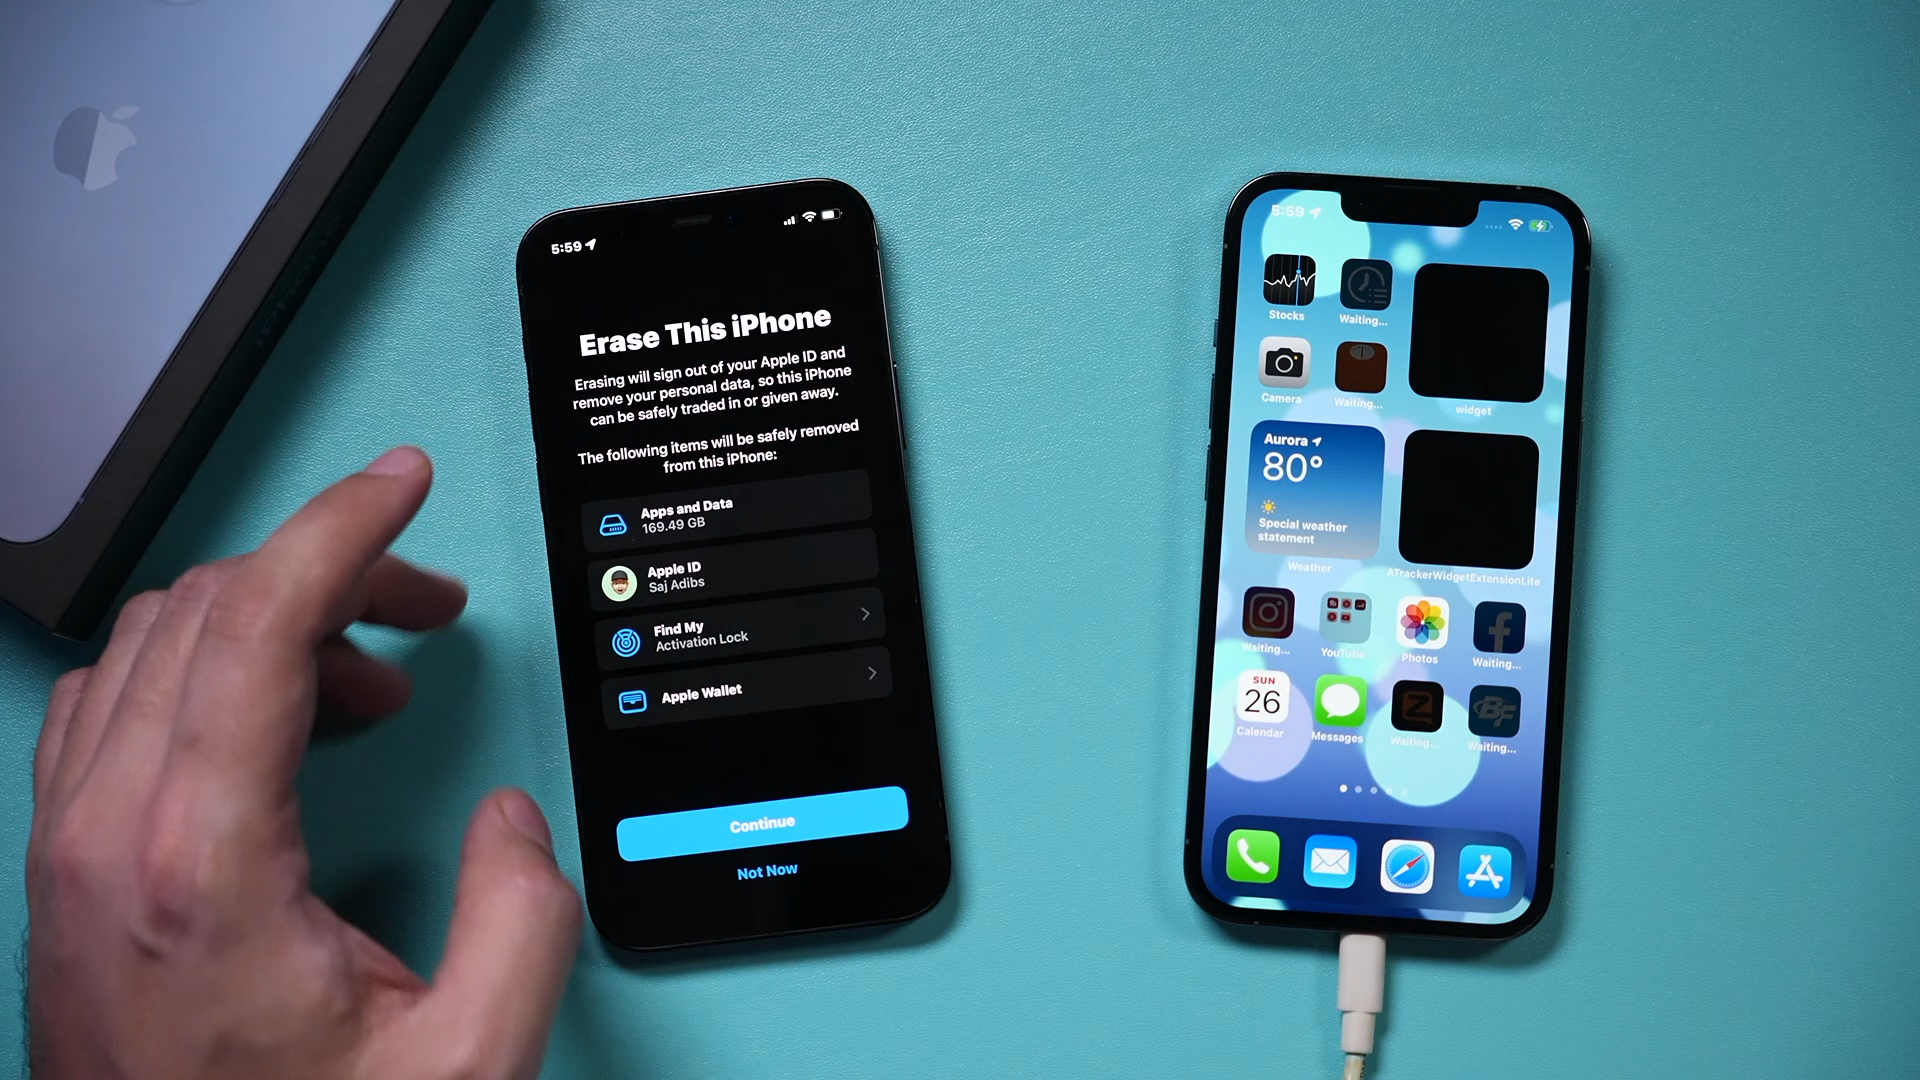 iPhone
5:59
Erase This iPhone
Erasing will sign out of your Apple ID and
remove your personal data, so this iPhone
can be safely traded in or given away.
The following items will be safely removed
from this iPhone:
Apps and Data
169.49 GB
Apple ID
Saj Adibs
Find My
Activation Lock
Apple Wallet
Continue
Not Now
5:59
Stocks
Waiting...
Camera
Waiting...
widget
Aurora
80°
Special weather
statement
Weather
ATrackerWidgetExtensionLite
Waiting...
YouTube
Photos
Waiting...
SUN
26
Calendar
Messages
Z
Waiting...
BF
Waiting...